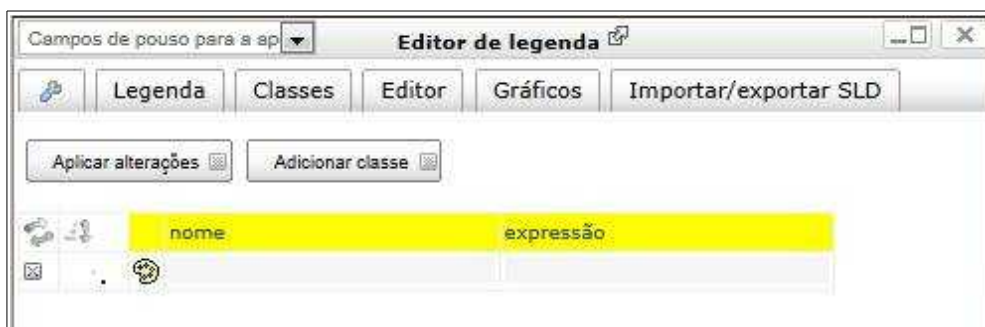 Campos de pouso para a ap
Editor de legenda
Legenda
Classes
Editor
Gráficos
Importar/exportar SLD
Aplicar alterações
Adicionar classe
nome
expressão